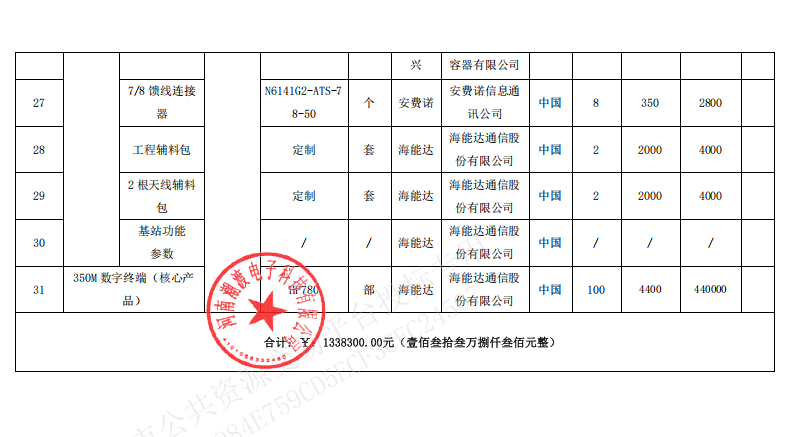 兴 容器有限公司
27 7/8 馈线连接器 N6141G2-ATS-78-50 个 安费诺 安费诺信息通讯公司 中国 8 350 2800
28 工程辅料包 定制 套 海能达 海能达通信股份有限公司 中国 2 2000 4000
29 2 根天线辅料包 定制 套 海能达 海能达通信股份有限公司 中国 2 2000 4000
30 基站功能参数 / / 海能达 海能达通信股份有限公司 中国 / / /
31 350M 数字终端（核心产品） 780 部 海能达 海能达通信股份有限公司 中国 100 4400 440000
合计：￥：1338300.00元（壹佰叁拾叁万捌仟叁佰元整）